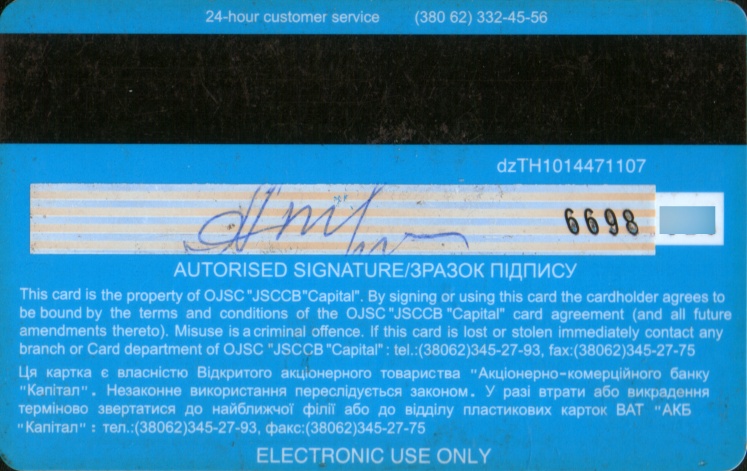 24-hour customer service (380 62) 332-45-56
dzTH1014471107
6698
AUTORISED SIGNATURE/ЗРАЗОК ПІДПИСУ
This card is the property of OJSC "JSCCB"Capital". By signing or using this card the cardholder agrees to
be bound by the terms and conditions of the OJSC "JSCCB "Capital" card agreement (and all future
amendments thereto). Misuse is a criminal offence. If this card is lost or stolen immediately contact any
branch or Card department of OJSC "JSCCB "Capital" : tel.:(38062)345-27-93, fax:(38062)345-27-75
Ця картка є власністю Відкритого акціонерного товариства "Акціонерно-комерційного банку
"Капітал". Незаконне використання переслідується законом. У разі втрати або викрадення
терміново звертатися до найближчої філії або до відділу пластикових карток ВАТ "АКБ
"Капітал" : тел.:(38062)345-27-93, факс:(38062)345-27-75
ELECTRONIC USE ONLY